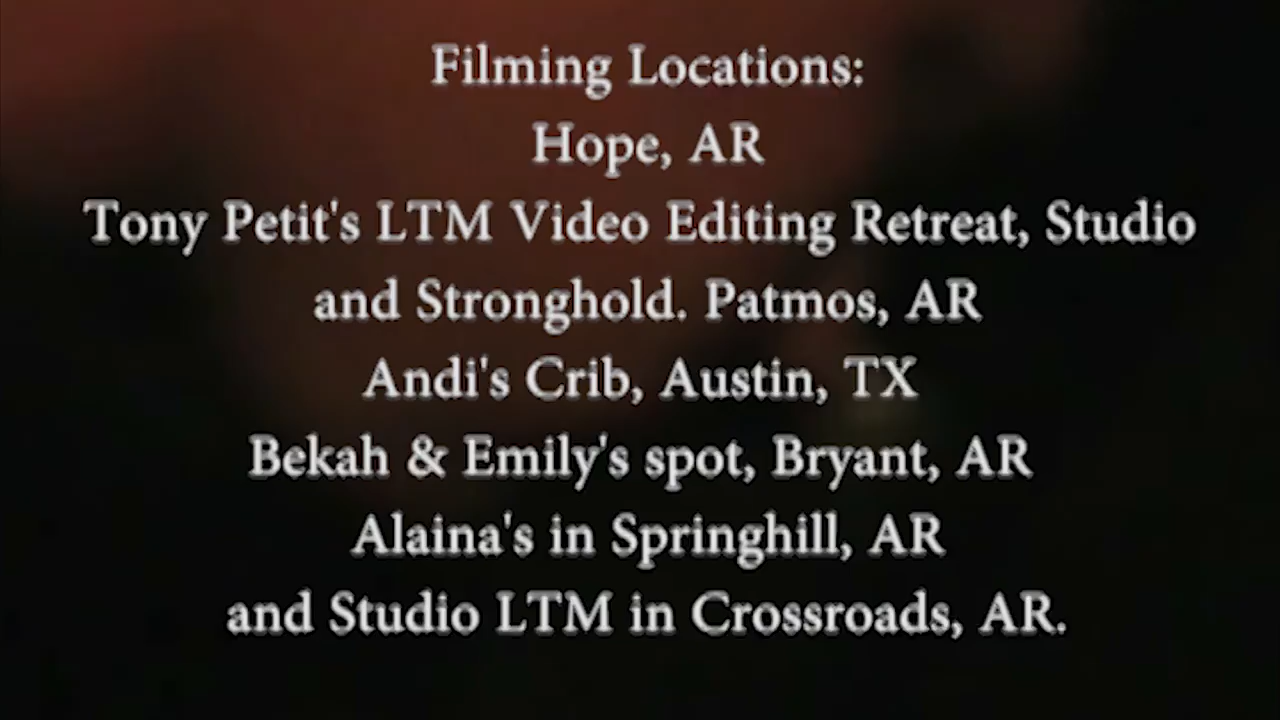 Filming Locations:
Hope, AR
Tony Petit's LTM Video Editing Retreat, Studio
and Stronghold. Patmos, AR
Andi's Crib, Austin, TX
Bekah & Emily's spot, Bryant, AR
Alaina's in Springhill, AR
and Studio LTM in Crossroads, AR.